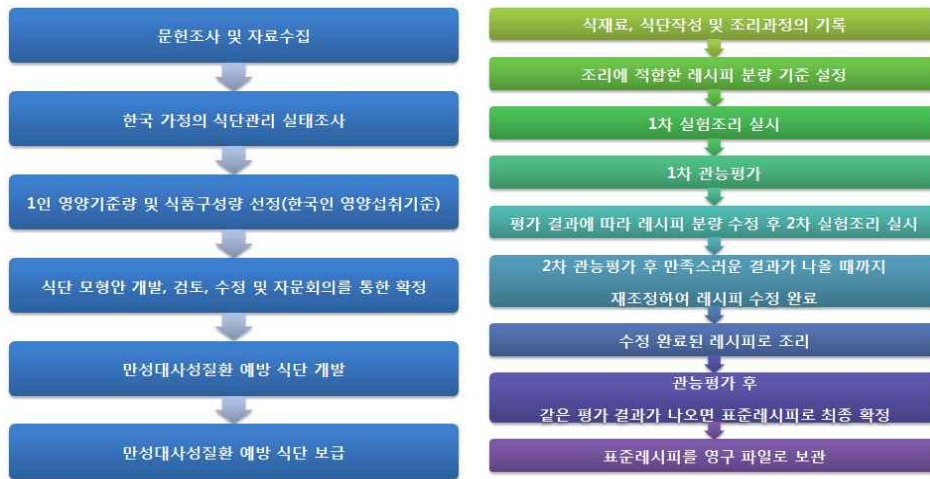 문헌조사 및 자료수집
한국 가정의 식단관리 실태조사
1인 영양기준량 및 식품구성량 선정(한국인 영양섭취기준)
식단 모형안 개발, 검토, 수정 및 자문회의를 통한 확정
만성대사성질환 예방 식단 개발
만성대사성질환 예방 식단 보급
식재료, 식단작성 및 조리과정의 기록
조리에 적합한 레시피 분량 기준 설정
1차 실험조리 실시
1차 관능평가
평가 결과에 따라 레시피 분량 수정 후 2차 실험조리 실시
2차 관능평가 후 만족스러운 결과가 나올 때까지
재조정하여 레시피 수정 완료
수정 완료된 레시피로 조리
관능평가 후
같은 평가 결과가 나오면 표준레시피로 최종 확정
표준레시피를 영구 파일로 보관